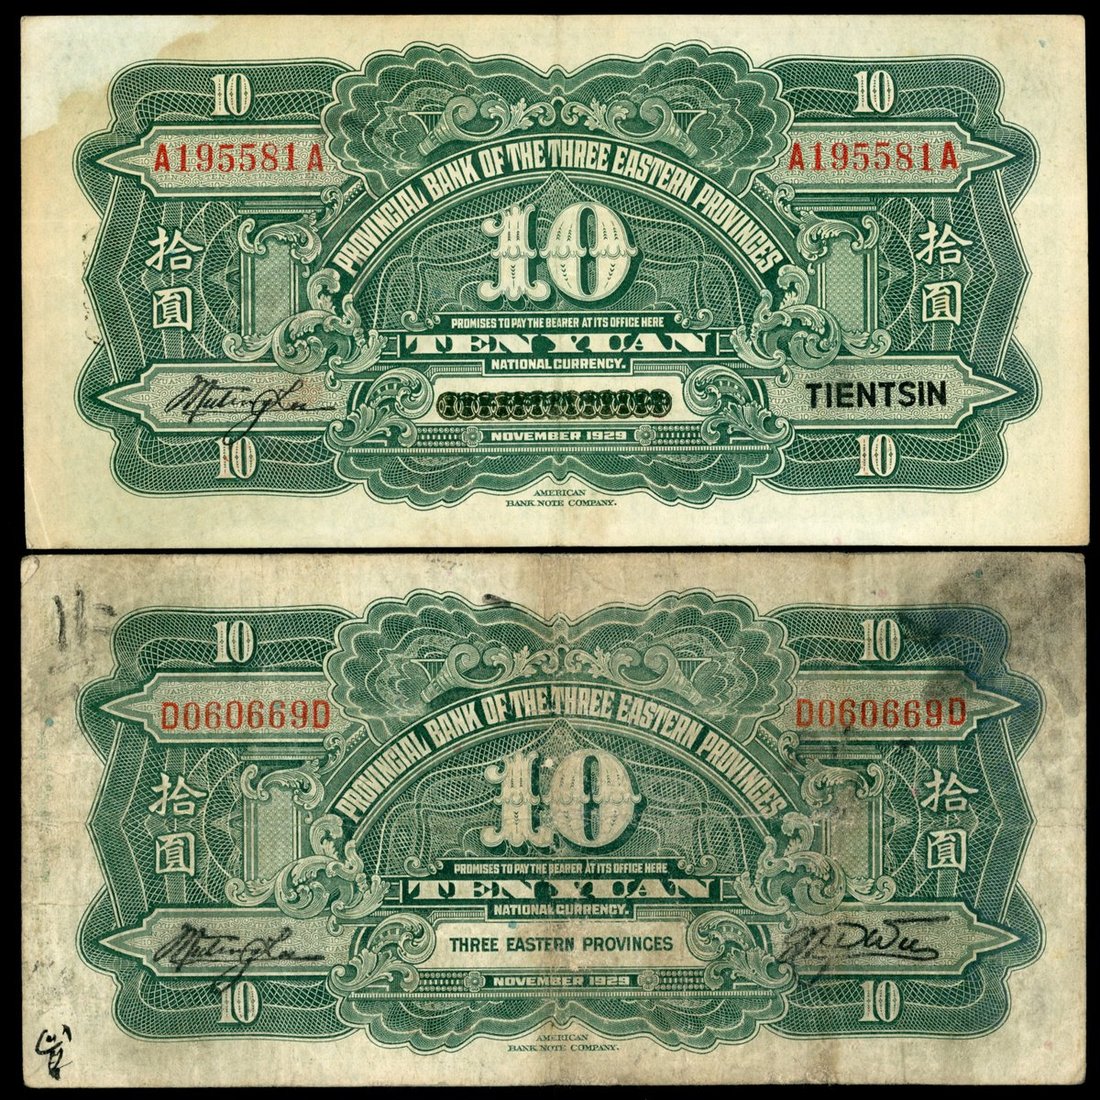 10 10
A195581A A195581A
PROVINCIAL BANK OF THE THREE EASTERN PROVINCES
10
拾圓 拾圓
PROMISES TO PAY THE BEARER AT ITS OFFICE HERE
TEN YUAN
NATIONAL CURRENCY.
TIENTSIN
NOVEMBER 1929
10 10
AMERICAN
BANK NOTE COMPANY.
10 10
D060669D D060669D
PROVINCIAL BANK OF THE THREE EASTERN PROVINCES
10
拾圓 拾圓
PROMISES TO PAY THE BEARER AT ITS OFFICE HERE
TEN YUAN
NATIONAL CURRENCY.
THREE EASTERN PROVINCES
NOVEMBER 1929
10 10
AMERICAN
BANK NOTE COMPANY.